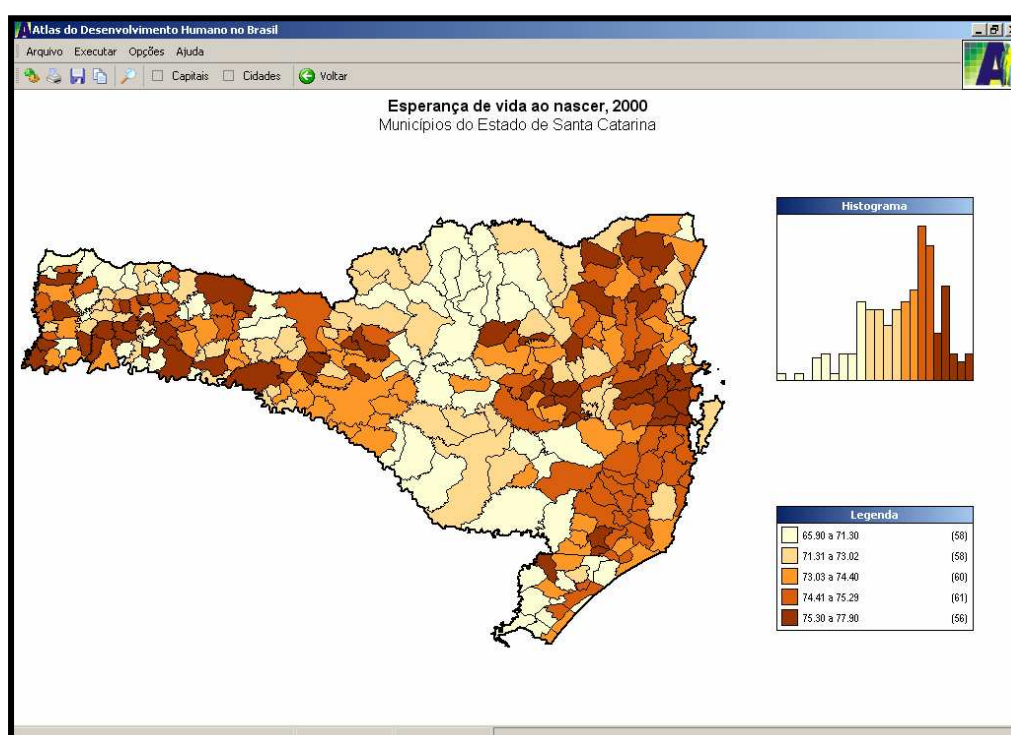 Atlas do Desenvolvimento Humano no Brasil
Arquivo Executar Opções Ajuda
Capitais Cidades Voltar
A
Esperança de vida ao nascer, 2000
Municípios do Estado de Santa Catarina
Histograma
Legenda
65.90 a 71.30 (58)
71.31 a 73.02 (58)
73.03 a 74.40 (60)
74.41 a 75.29 (61)
75.30 a 77.90 (56)